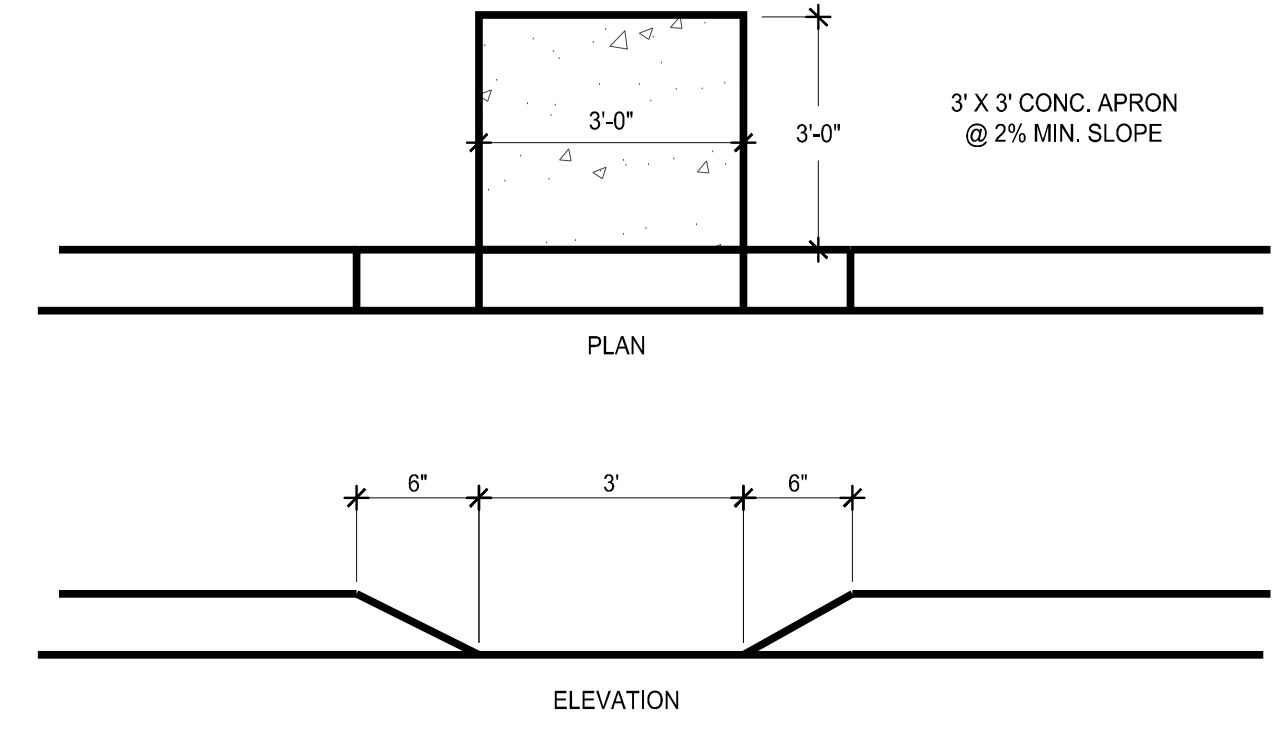 3'-0"
3'-0"
3' X 3' CONC. APRON
@ 2% MIN. SLOPE
PLAN
6"
3'
6"
ELEVATION